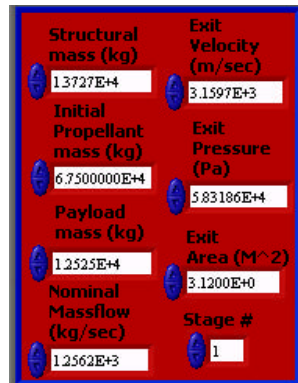 Structural
mass (kg)
1.3727E+4
Initial
Propellant
mass (kg)
6.7500000E+4
Payload
mass (kg)
1.2525E+4
Nominal
Massflow
(kg/sec)
1.2562E+3
Exit
Velocity
(m/sec)
3.1597E+3
Exit
Pressure
(Pa)
5.83186E+4
Exit
Area (M^2)
3.1200E+0
Stage #
1